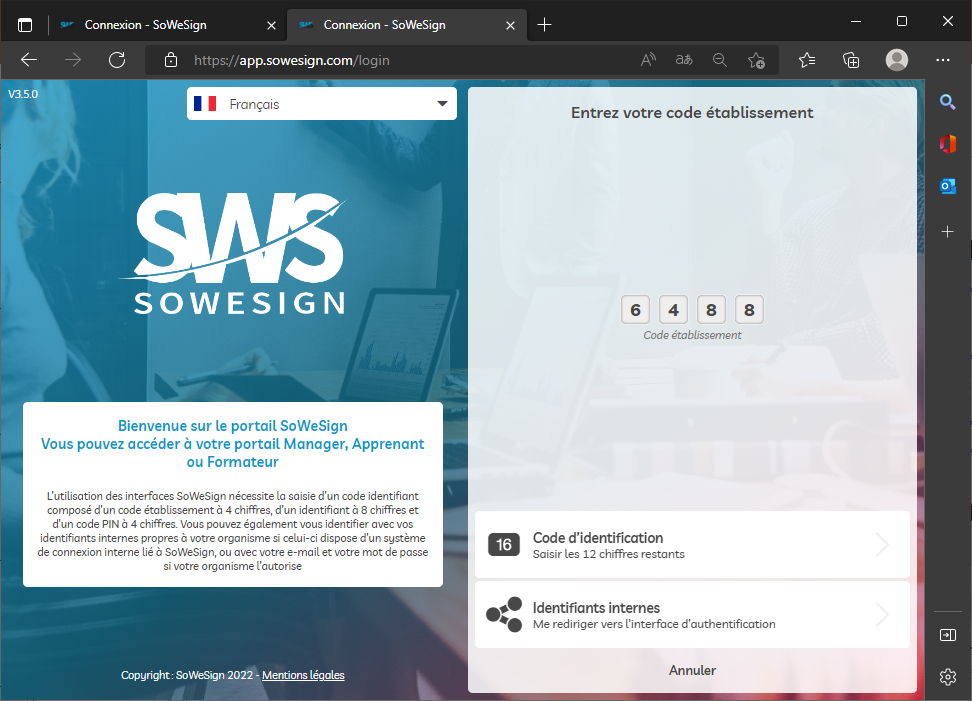 Connexion - SoWeSign
Connexion - SoWeSign
https://app.sowesign.com/login
V3.5.0
Français
SWS
SOWESIGN
Bienvenue sur le portail SoWeSign
Vous pouvez accéder à votre portail Manager, Apprenant
ou Formateur
L'utilisation des interfaces SoWeSign nécessite la saisie d'un code identifiant
composé d'un code établissement à 4 chiffres, d'un identifiant à 8 chiffres et
d'un code PIN à 4 chiffres. Vous pouvez également vous identifier avec vos
identifiants internes propres à votre organisme si celui-ci dispose d'un système
de connexion interne lié à SoWeSign, ou avec votre e-mail et votre mot de passe
si votre organisme l'autorise
Copyright: SoWeSign 2022 - Mentions légales
Entrez votre code établissement
6 4 8 8
Code établissement
16
Code d'identification
Saisir les 12 chiffres restants
Identifiants internes
Me rediriger vers l'interface d'authentification
Annuler